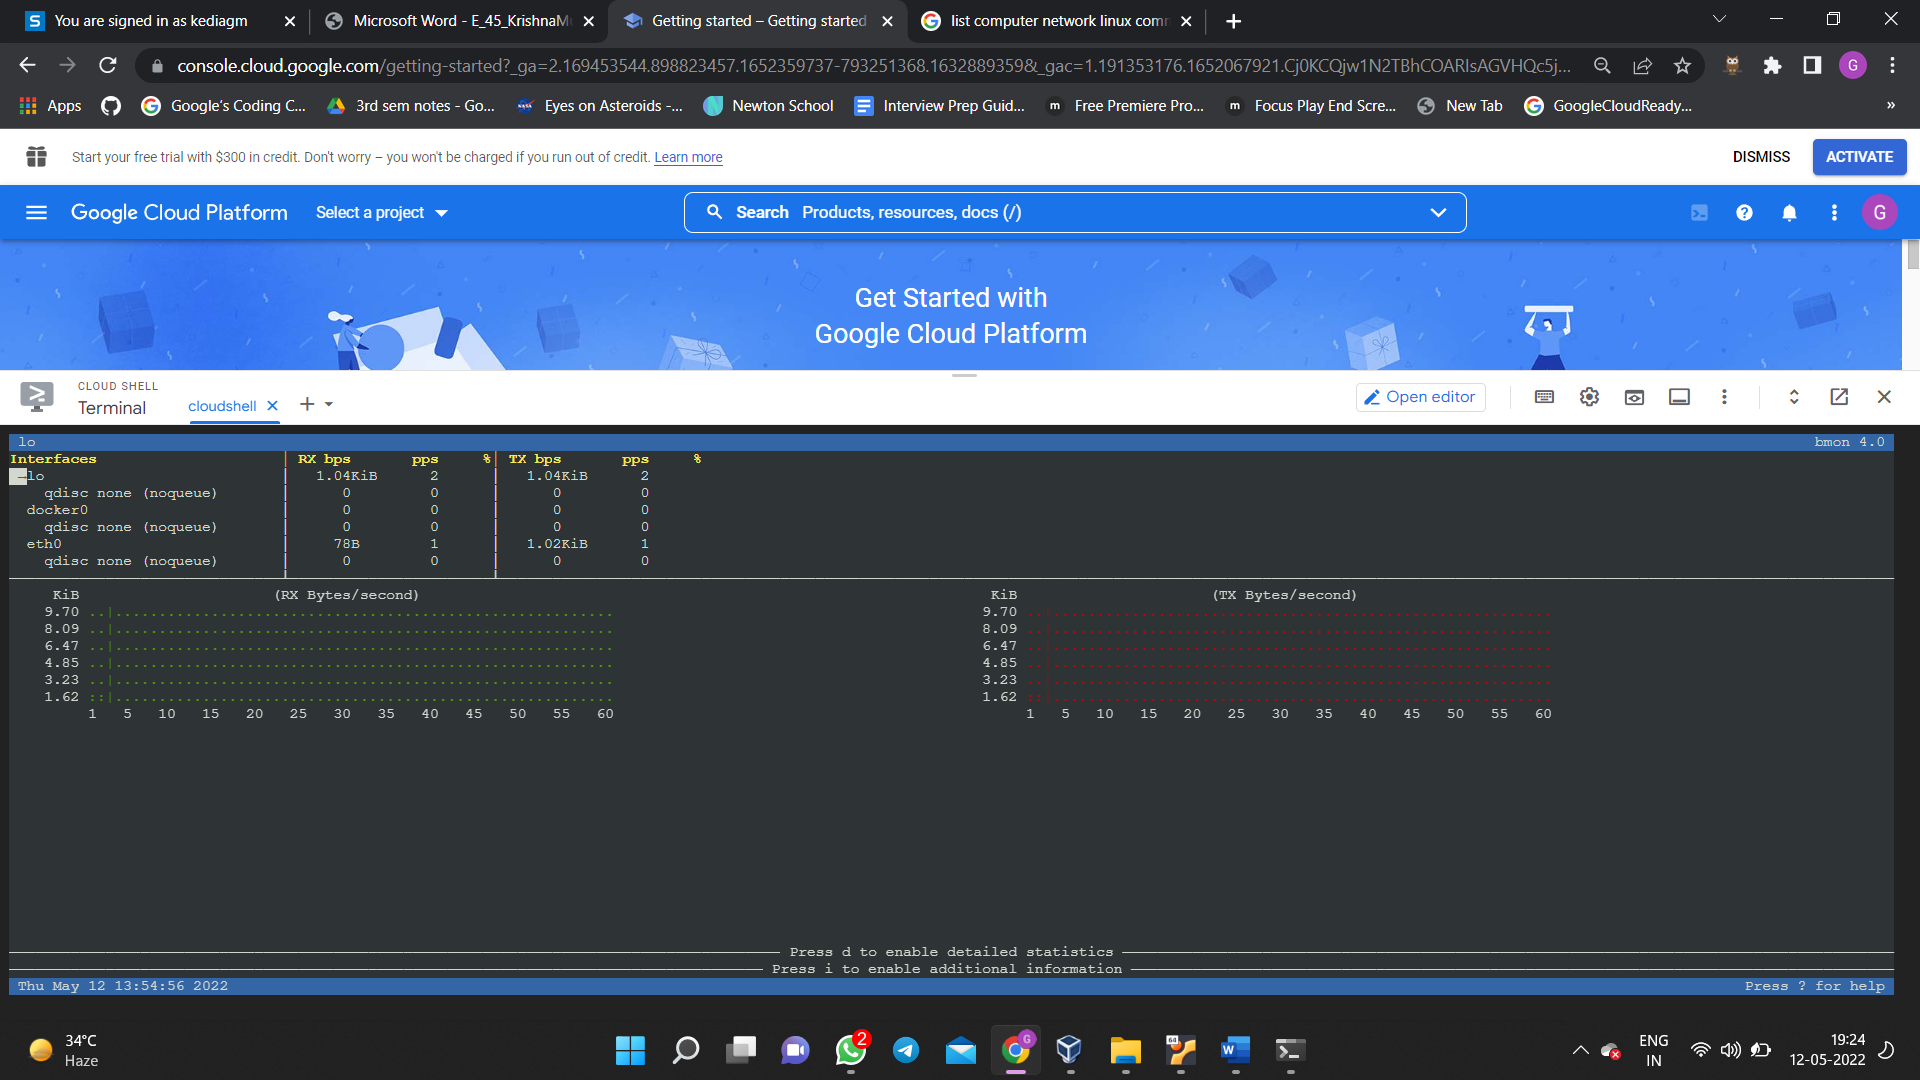 You are signed in as kediagm
Microsoft Word - E_45_KrishnaM
Getting started – Getting started
list computer network linux com
console.cloud.google.com/getting-started?_ga=2.169453544.898823457.1652359737-793251368.1632889359&_gac=1.191353176.1652067921.Cj0KCQjw1N2TBhCOARIsAGVHQc5j...
G
Apps
Google's Coding C...
3rd sem notes - Go...
Eyes on Asteroids -...
Newton School
Interview Prep Guid...
m Free Premiere Pro...
m Focus Play End Scre...
New Tab
GoogleCloudReady...
»
Start your free trial with $300 in credit. Don't worry – you won't be charged if you run out of credit. Learn more
DISMISS
ACTIVATE
Google Cloud Platform
Select a project
Search Products, resources, docs (/)
G
Get Started with
Google Cloud Platform
CLOUD SHELL
Terminal
cloudshell
Open editor
lo bmon 4.0
Interfaces | RX bps pps %| TX bps pps %
→lo | 1.04KiB 2 | 1.04KiB 2
qdisc none (noqueue) | 0 0 | 0 0
docker0 | 0 0 | 0 0
qdisc none (noqueue) | 0 0 | 0 0
eth0 | 78B 1 | 1.02KiB 1
qdisc none (noqueue) | 0 0 | 0 0
KiB (RX Bytes/second)
9.70
8.09
6.47
4.85
3.23
1.62
1 5 10 15 20 25 30 35 40 45 50 55 60
KiB (TX Bytes/second)
9.70
8.09
6.47
4.85
3.23
1.62
1 5 10 15 20 25 30 35 40 45 50 55 60
Press d to enable detailed statistics
Press i to enable additional information
Thu May 12 13:54:56 2022 Press ? for help
34°C
Haze
2
G
64
W
ENG
IN
19:24
12-05-2022